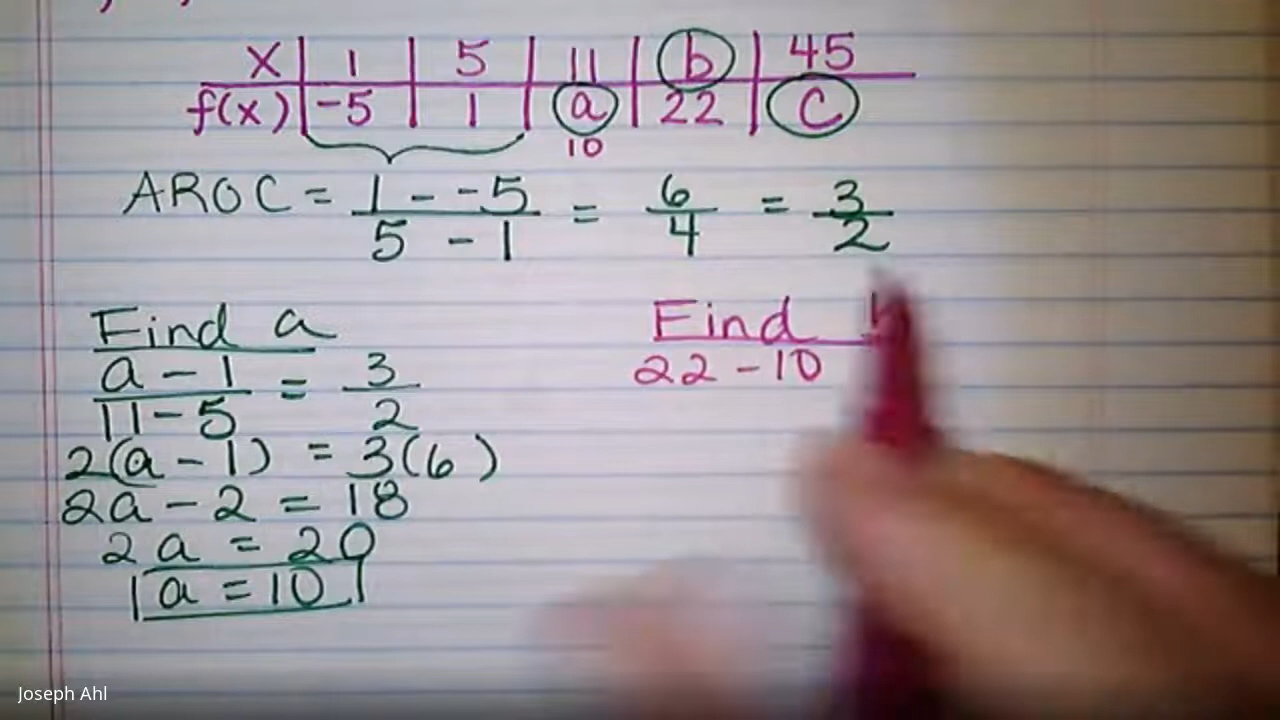 x 1 5 11 b 45
f(x) -5 1 a 22 c
10
AROC = 1 - -5 / 5 - 1 = 6/4 = 3/2
Find a
a - 1 / 11 - 5 = 3/2
2(a - 1) = 3(6)
2a - 2 = 18
2a = 20
a = 10
Find
22 - 10
Joseph Ahl